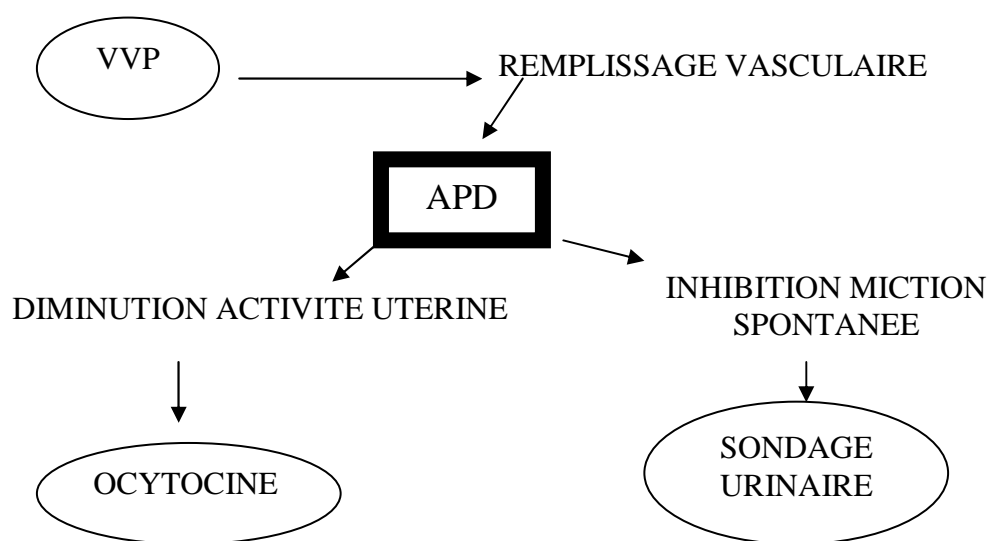 VVP
REMPLISSAGE VASCULAIRE
APD
DIMINUTION ACTIVITE UTERINE
INHIBITION MICTION
SPONTANEE
OCYTOCINE
SONDAGE
URINAIRE